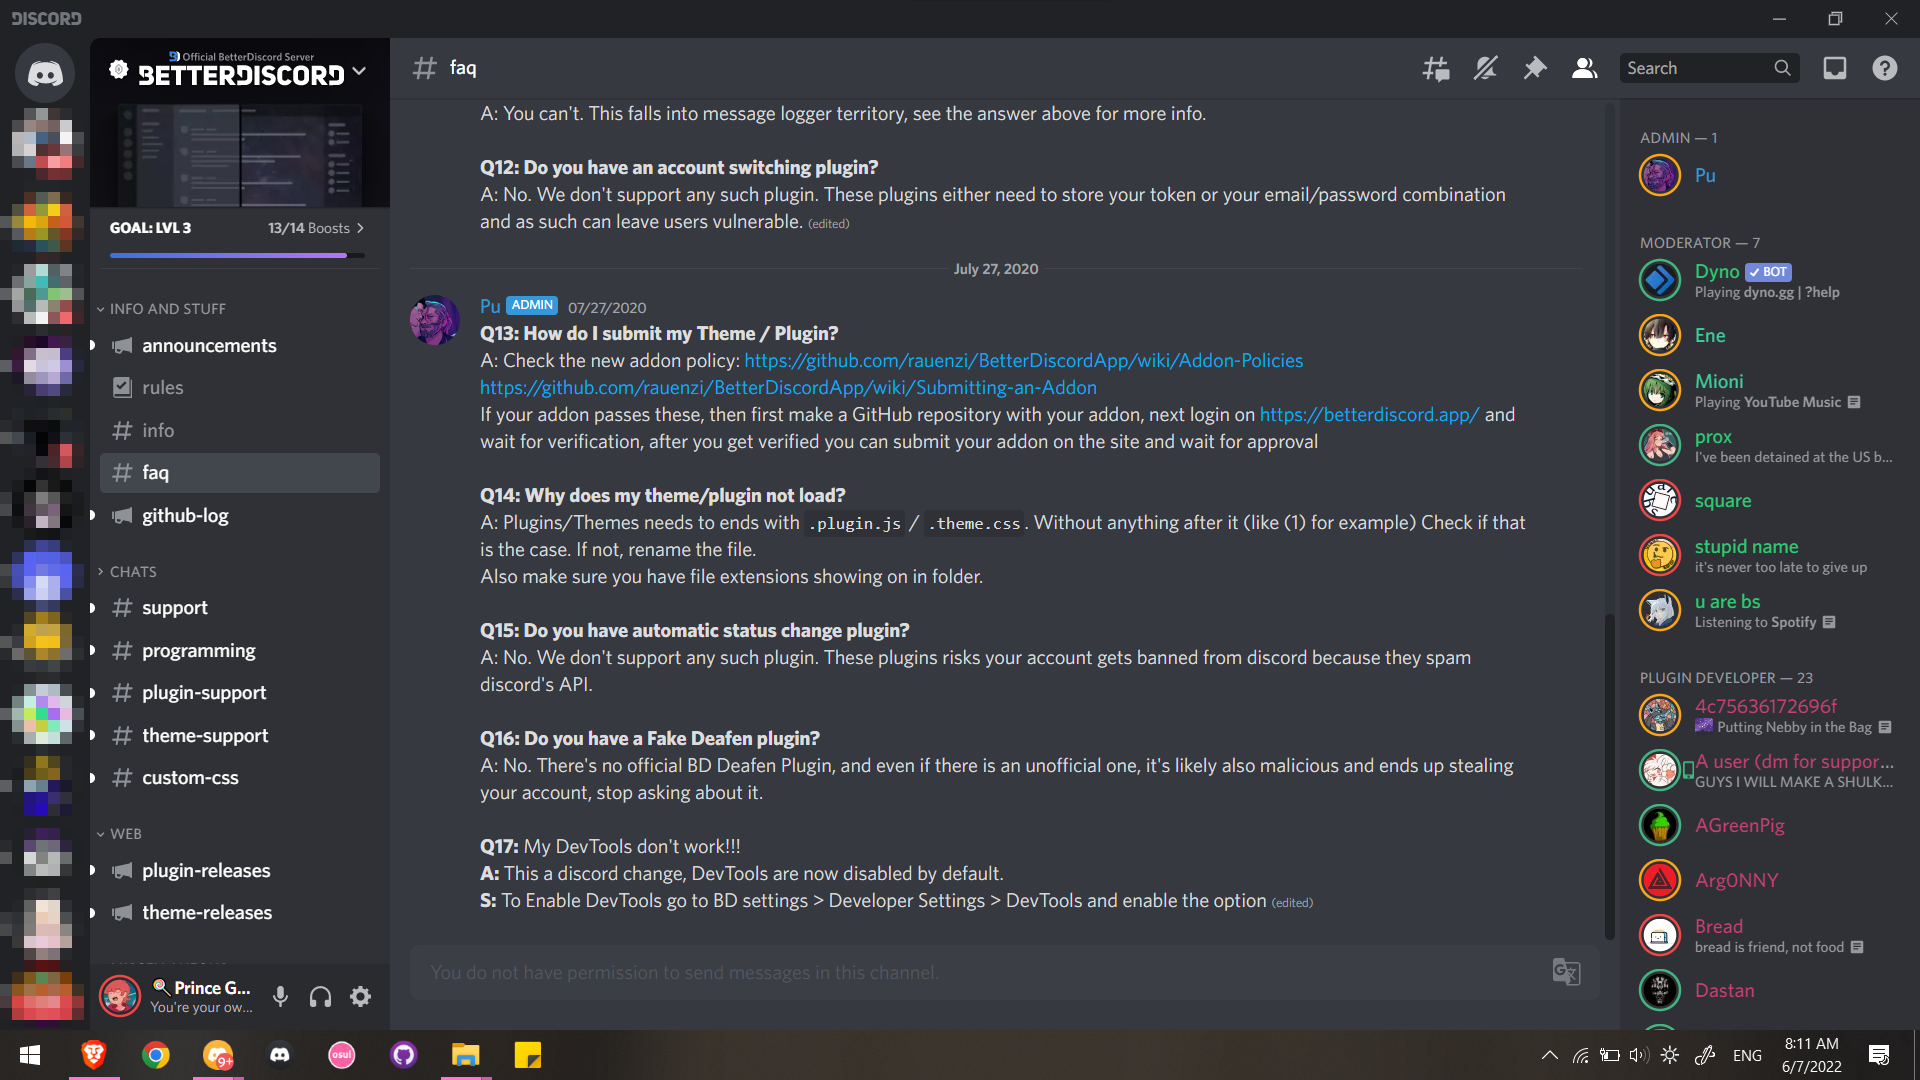 DISCORD
Official BetterDiscord Server
BETTERDISCORD
GOAL: LVL 3
13/14 Boosts
INFO AND STUFF
announcements
rules
info
faq
github-log
CHATS
support
programming
plugin-support
theme-support
custom-css
WEB
plugin-releases
theme-releases
Prince G...
You're your ow...
faq
Search
A: You can't. This falls into message logger territory, see the answer above for more info.
Q12: Do you have an account switching plugin?
A: No. We don't support any such plugin. These plugins either need to store your token or your email/password combination
and as such can leave users vulnerable. (edited)
July 27, 2020
Pu ADMIN 07/27/2020
Q13: How do I submit my Theme / Plugin?
A: Check the new addon policy: https://github.com/rauenzi/BetterDiscordApp/wiki/Addon-Policies
https://github.com/rauenzi/BetterDiscordApp/wiki/Submitting-an-Addon
If your addon passes these, then first make a GitHub repository with your addon, next login on https://betterdiscord.app/ and
wait for verification, after you get verified you can submit your addon on the site and wait for approval
Q14: Why does my theme/plugin not load?
A: Plugins/Themes needs to ends with .plugin.js / .theme.css. Without anything after it (like (1) for example) Check if that
is the case. If not, rename the file.
Also make sure you have file extensions showing on in folder.
Q15: Do you have automatic status change plugin?
A: No. We don't support any such plugin. These plugins risks your account gets banned from discord because they spam
discord's API.
Q16: Do you have a Fake Deafen plugin?
A: No. There's no official BD Deafen Plugin, and even if there is an unofficial one, it's likely also malicious and ends up stealing
your account, stop asking about it.
Q17: My DevTools don't work!!!
A: This a discord change, DevTools are now disabled by default.
S: To Enable DevTools go to BD settings > Developer Settings > DevTools and enable the option (edited)
You do not have permission to send messages in this channel.
ADMIN — 1
Pu
MODERATOR — 7
Dyno BOT
Playing dyno.gg | ?help
Ene
Mioni
Playing YouTube Music
prox
I've been detained at the US b...
square
stupid name
it's never too late to give up
u are bs
Listening to Spotify
PLUGIN DEVELOPER — 23
4c75636172696f
Putting Nebby in the Bag
A user (dm for suppor...
GUYS I WILL MAKE A SHULK...
AGreenPig
Arg0NNY
Bread
bread is friend, not food
Dastan
9+
osu!
ENG
8:11 AM
6/7/2022